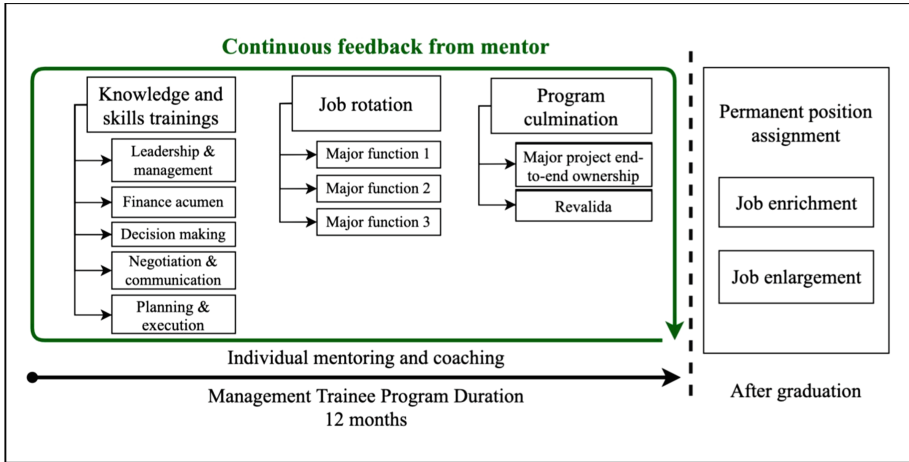 Continuous feedback from mentor
Knowledge and
skills trainings
Leadership &
management
Finance acumen
Decision making
Negotiation &
communication
Planning &
execution
Job rotation
Major function 1
Major function 2
Major function 3
Program
culmination
Major project end-
to-end ownership
Revalida
Individual mentoring and coaching
Management Trainee Program Duration
12 months
Permanent position
assignment
Job enrichment
Job enlargement
After graduation